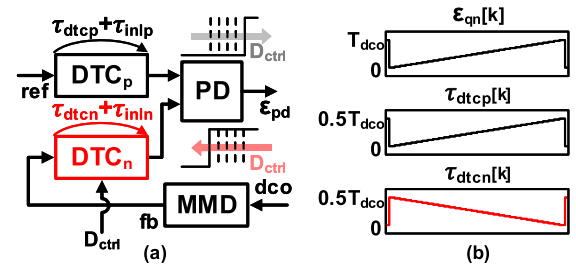 τdtcp+τinlp
Dctrl
ref
DTCp
PD
εpd
τdtcn+τinln
DTCn
Dctrl
fb
MMD
dco
Dctrl
(a)
εqn[k]
Tdco
0
τdtcp[k]
0.5Tdco
0
τdtcn[k]
0.5Tdco
0
(b)